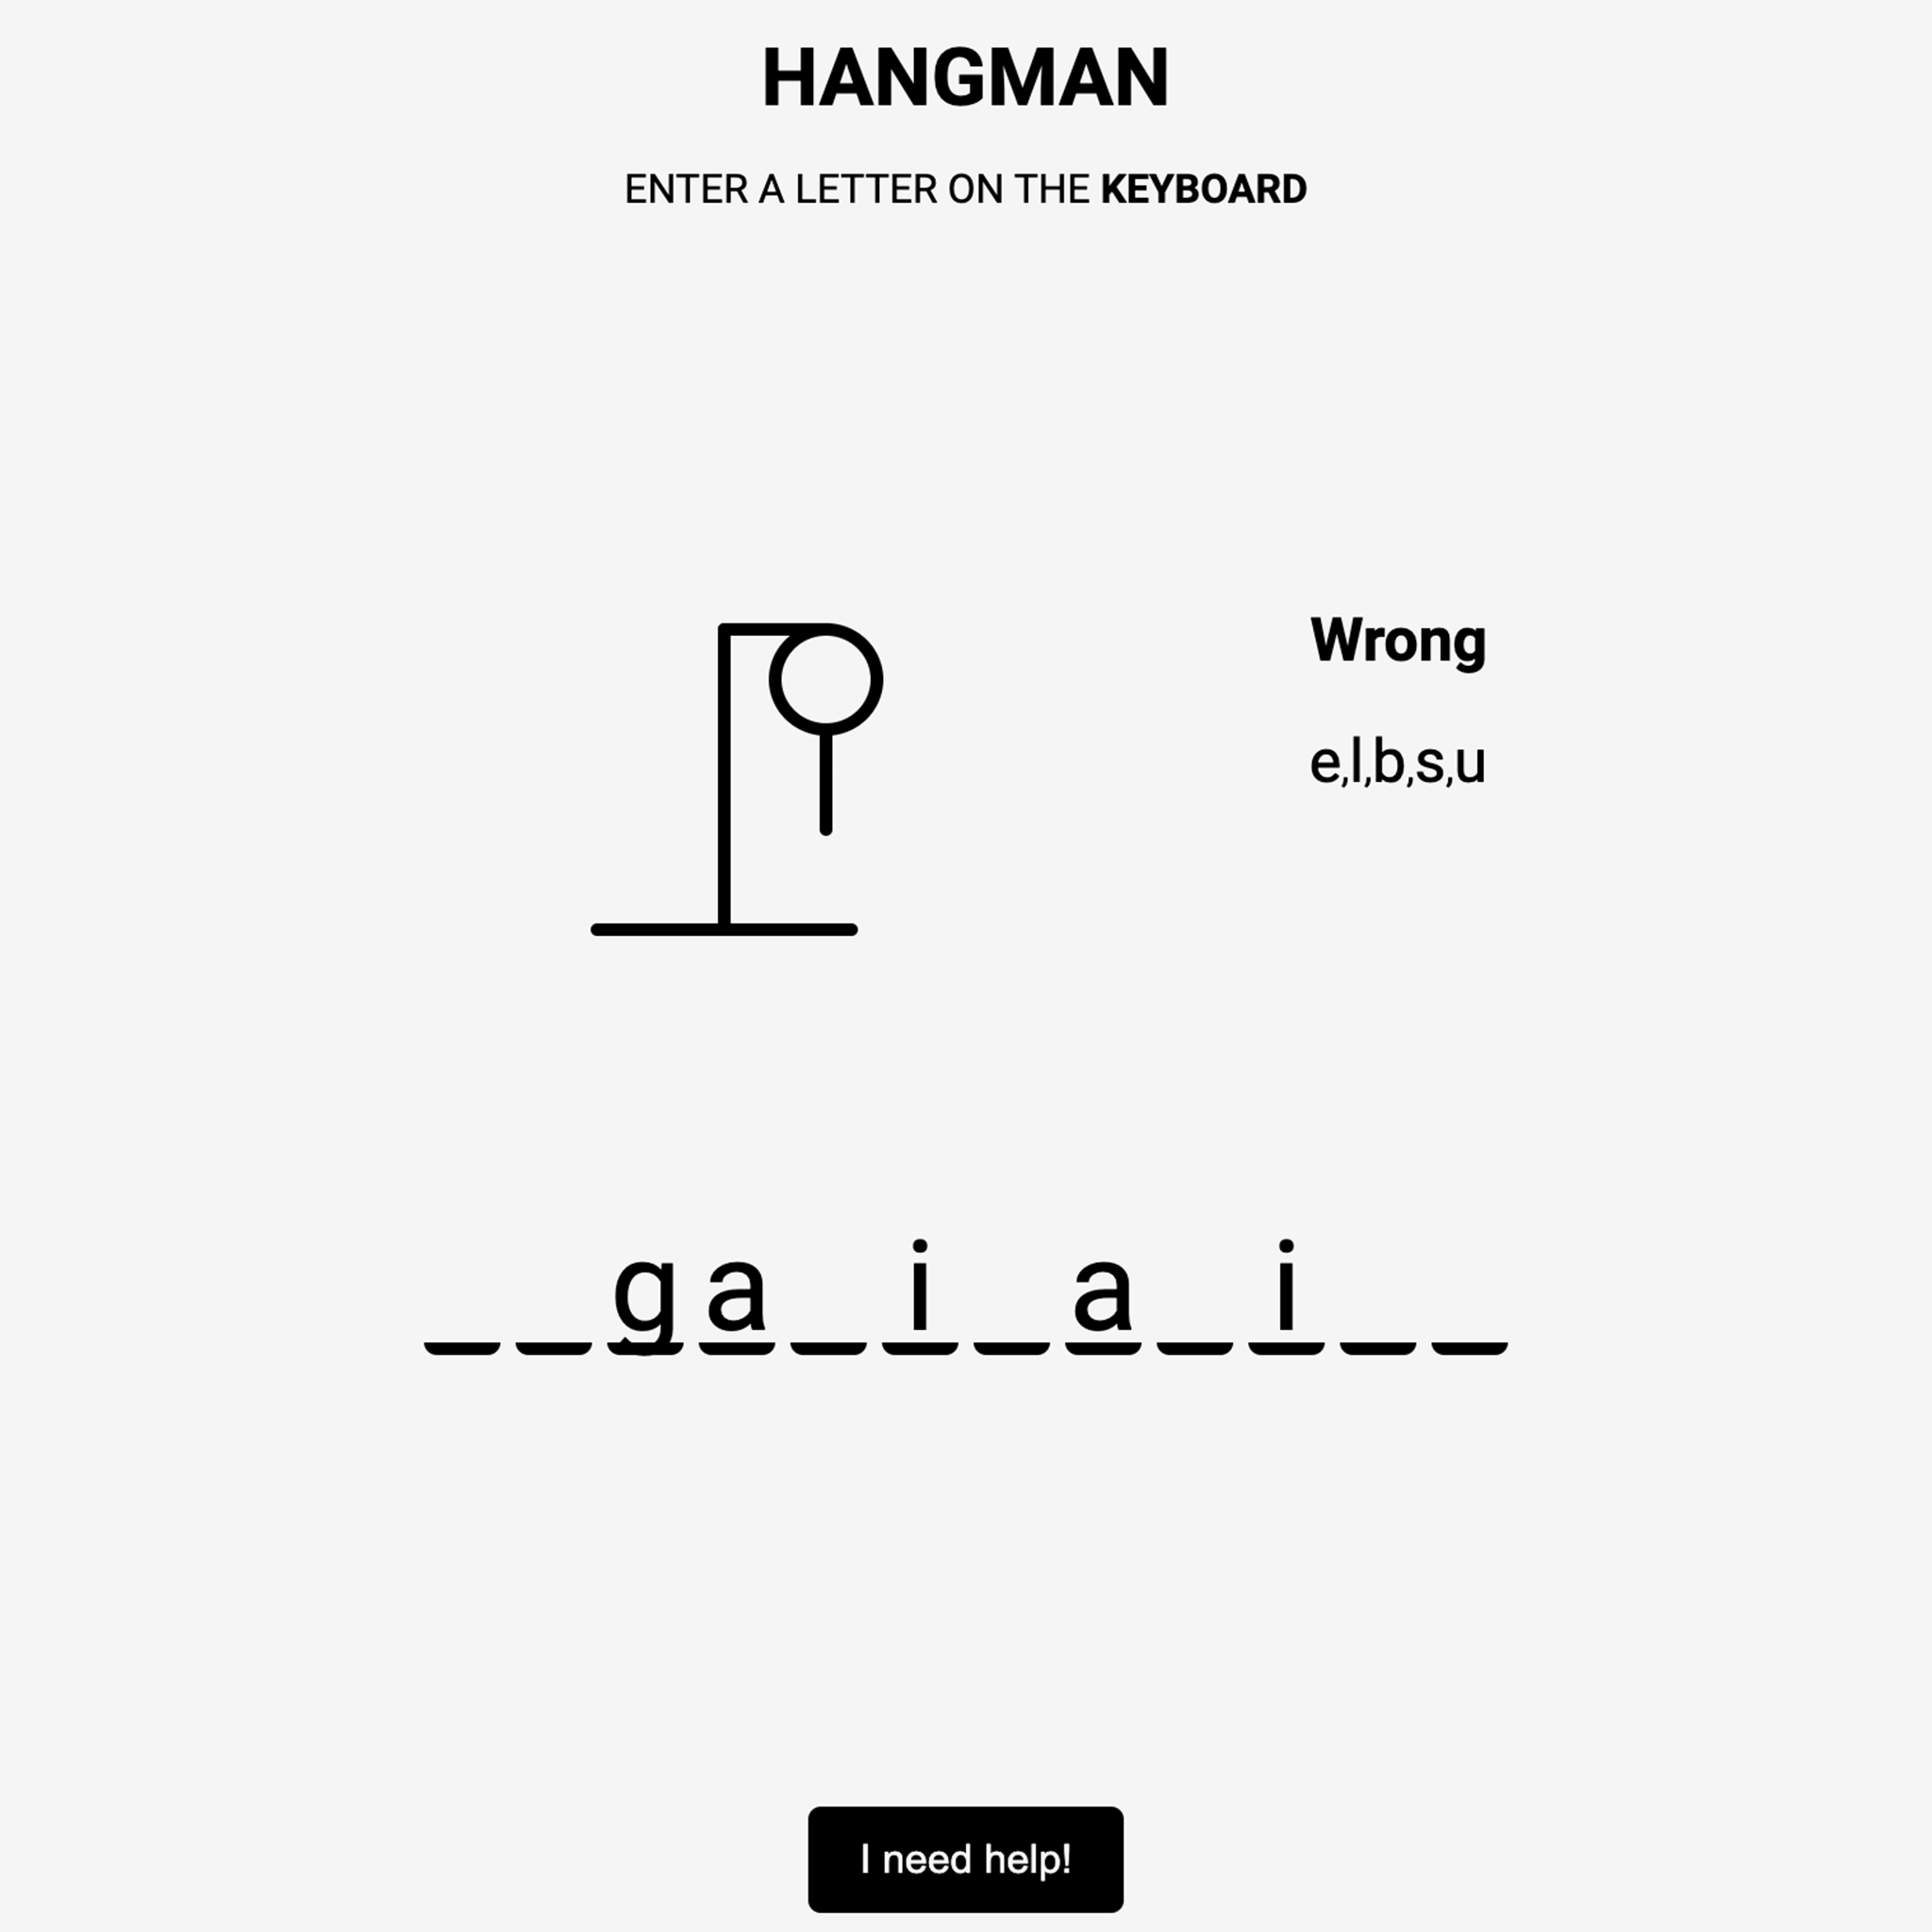 HANGMAN
ENTER A LETTER ON THE KEYBOARD
Wrong
e,l,b,s,u
_ _ g a _ i _ a _ i _ _
I need help!